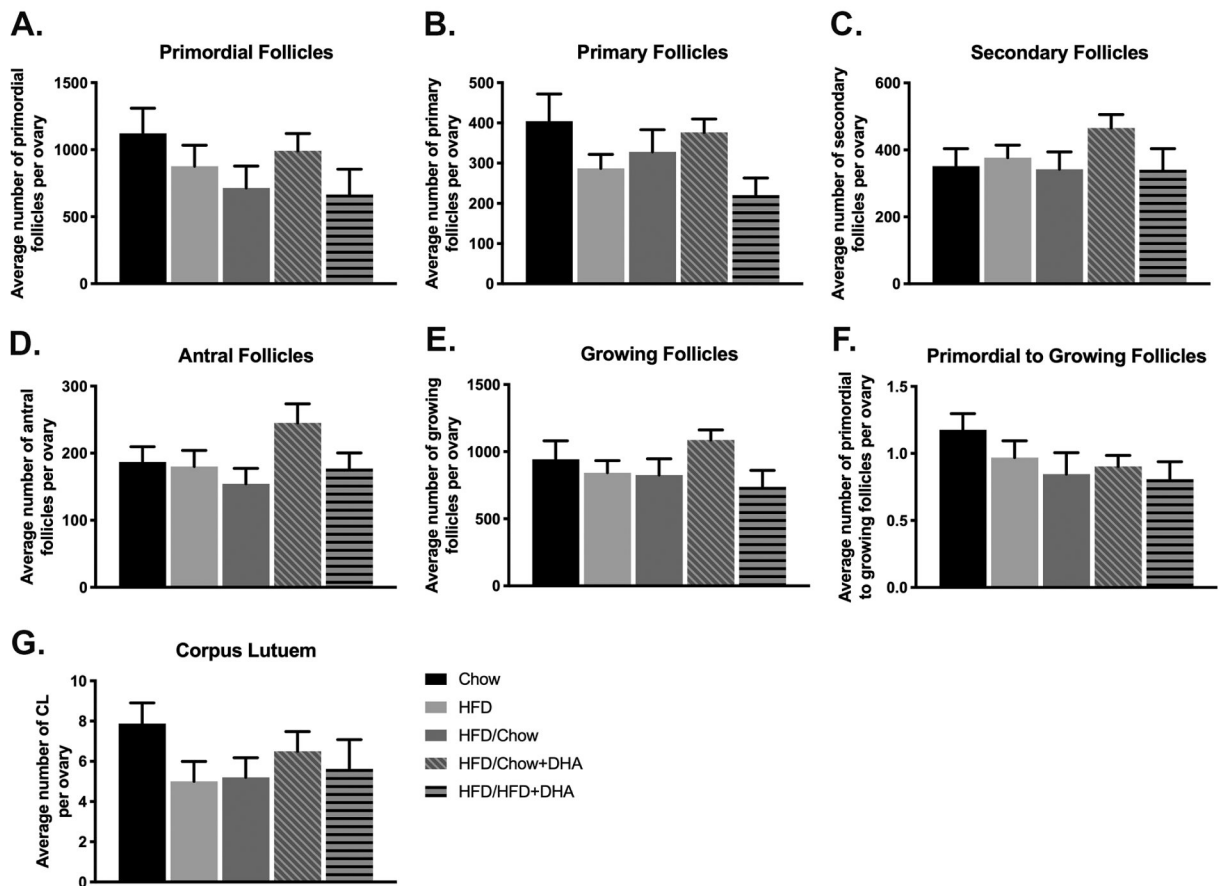 A.
Primordial Follicles
Average number of primordial
follicles per ovary
1500
1000
500
0
B.
Primary Follicles
Average number of primary
follicles per ovary
500
400
300
200
100
0
C.
Secondary Follicles
Average number of secondary
follicles per ovary
600
400
200
0
D.
Antral Follicles
Average number of antral
follicles per ovary
300
200
100
0
E.
Growing Follicles
Average number of growing
follicles per ovary
1500
1000
500
0
F.
Primordial to Growing Follicles
Average number of primordial
to growing follicles per ovary
1.5
1.0
0.5
0.0
G.
Corpus Lutuem
Average number of CL
per ovary
10
8
6
4
2
0
Chow
HFD
HFD/Chow
HFD/Chow+DHA
HFD/HFD+DHA